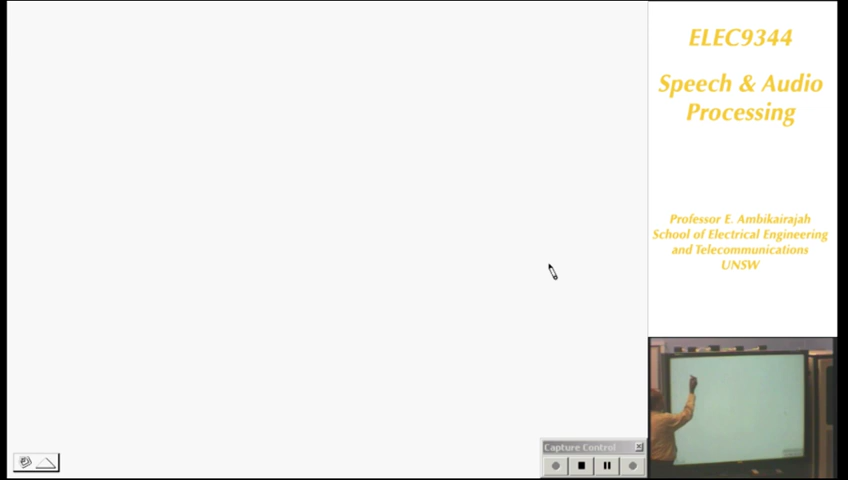 ELEC9344
Speech & Audio
Processing
Professor E. Ambikairajah
School of Electrical Engineering
and Telecommunications
UNSW
Capture Control